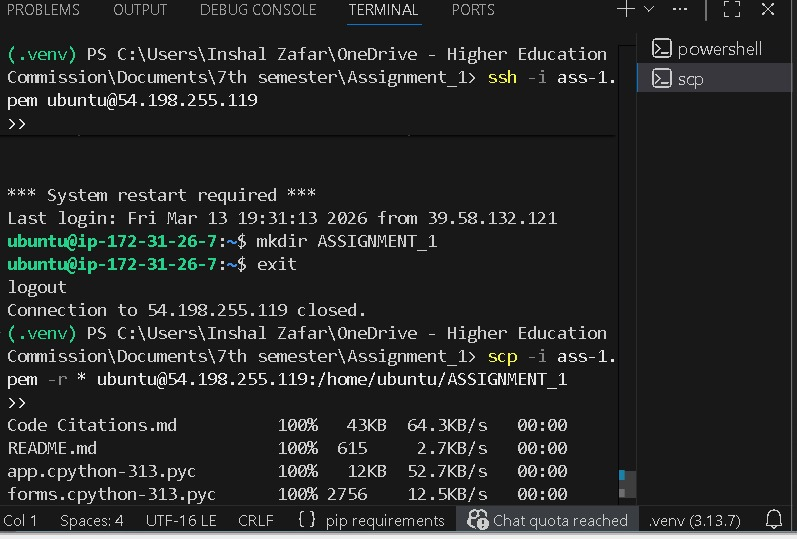 PROBLEMS OUTPUT DEBUG CONSOLE TERMINAL PORTS
(.venv) PS C:\Users\Inshal Zafar\OneDrive - Higher Education
Commission\Documents\7th semester\Assignment_1> ssh -i ass-1.
pem ubuntu@54.198.255.119
>>
*** System restart required ***
Last login: Fri Mar 13 19:31:13 2026 from 39.58.132.121
ubuntu@ip-172-31-26-7:~$ mkdir ASSIGNMENT_1
ubuntu@ip-172-31-26-7:~$ exit
logout
Connection to 54.198.255.119 closed.
(.venv) PS C:\Users\Inshal Zafar\OneDrive - Higher Education
Commission\Documents\7th semester\Assignment_1> scp -i ass-1.
pem -r * ubuntu@54.198.255.119:/home/ubuntu/ASSIGNMENT_1
>>
Code Citations.md 100% 43KB 64.3KB/s 00:00
README.md 100% 615 2.7KB/s 00:00
app.cpython-313.pyc 100% 12KB 52.7KB/s 00:00
forms.cpython-313.pyc 100% 2756 12.5KB/s 00:00
powershell
scp
Col 1 Spaces: 4 UTF-16 LE CRLF {} pip requirements Chat quota reached .venv (3.13.7)